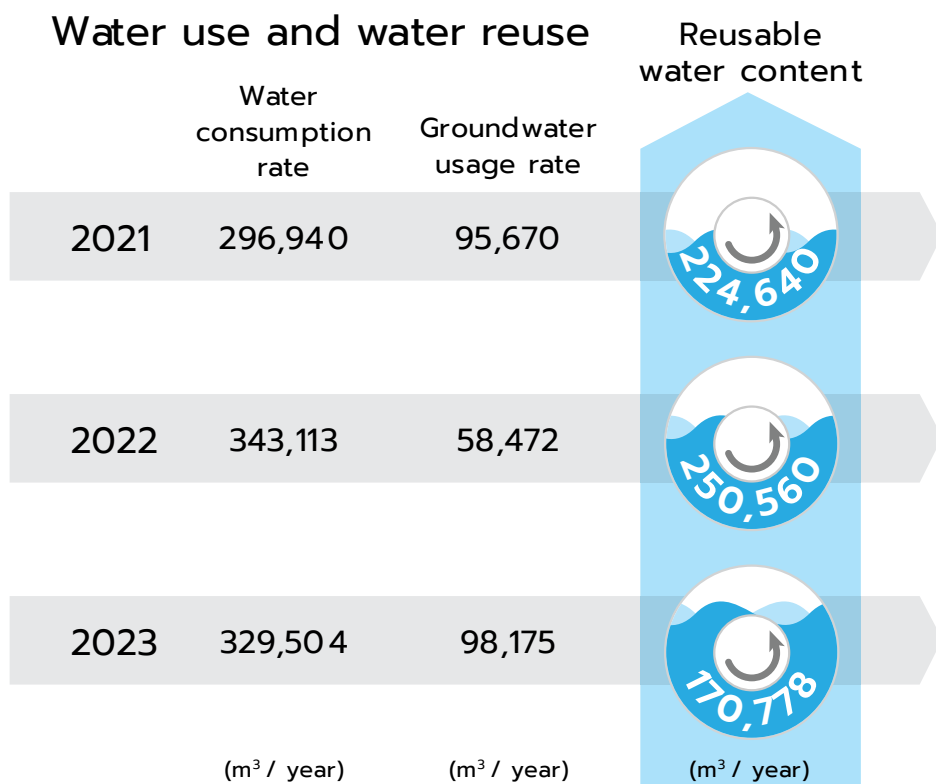 Water use and water reuse
Reusable
water content
Water
consumption
rate
Groundwater
usage rate
2021 296,940 95,670 224,640
2022 343,113 58,472 250,560
2023 329,504 98,175 170,778
(m³ / year) (m³ / year) (m³ / year)